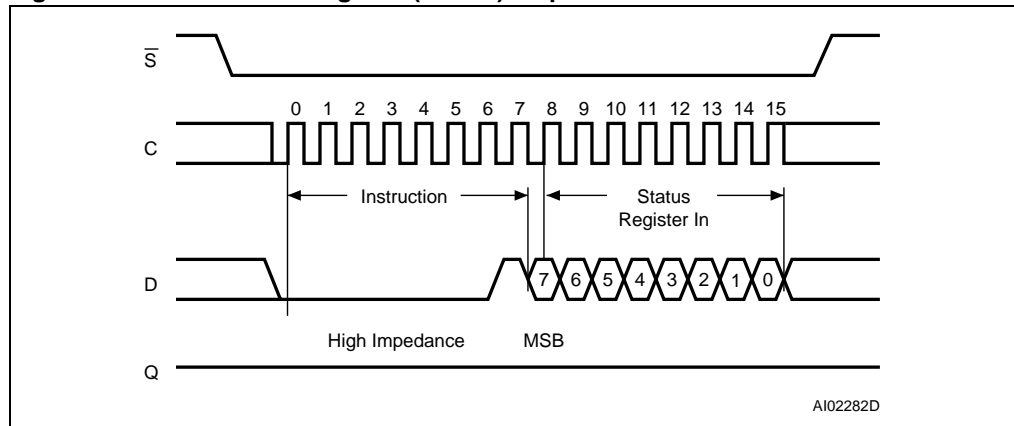 S
0 1 2 3 4 5 6 7 8 9 10 11 12 13 14 15
C
Instruction Status
Register In
D 7 6 5 4 3 2 1 0
High Impedance MSB
Q
AI02282D